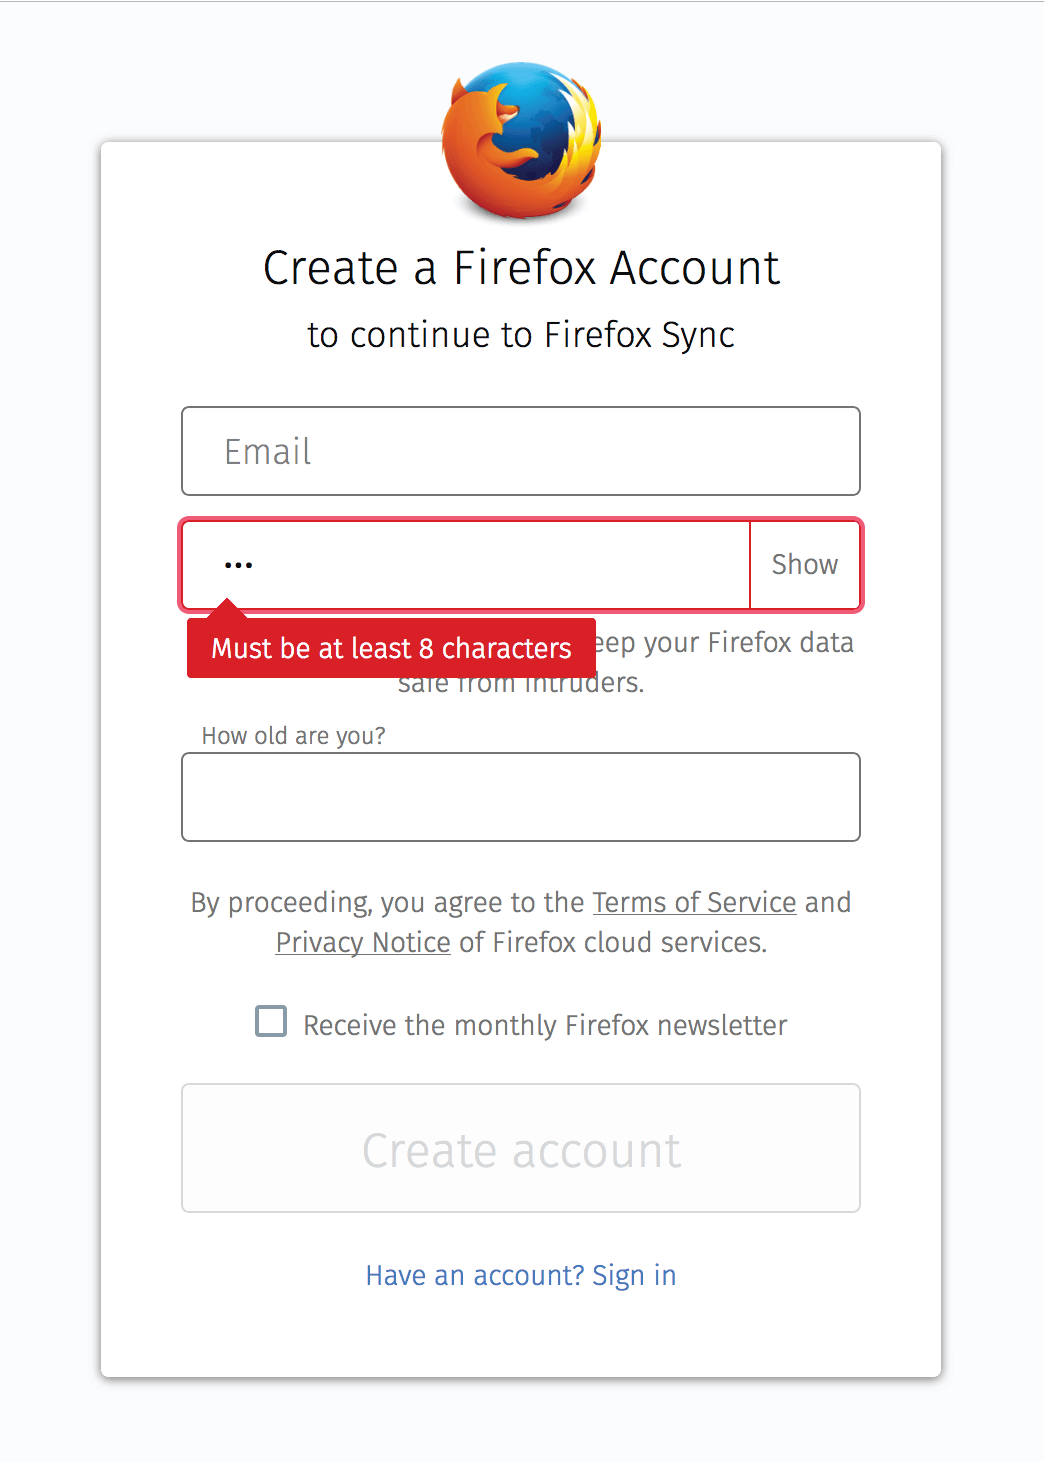 Create a Firefox Account
to continue to Firefox Sync
Email
Show
Must be at least 8 characters
your Firefox data
safe from intruders.
How old are you?
By proceeding, you agree to the Terms of Service and
Privacy Notice of Firefox cloud services.
Receive the monthly Firefox newsletter
Create account
Have an account? Sign in